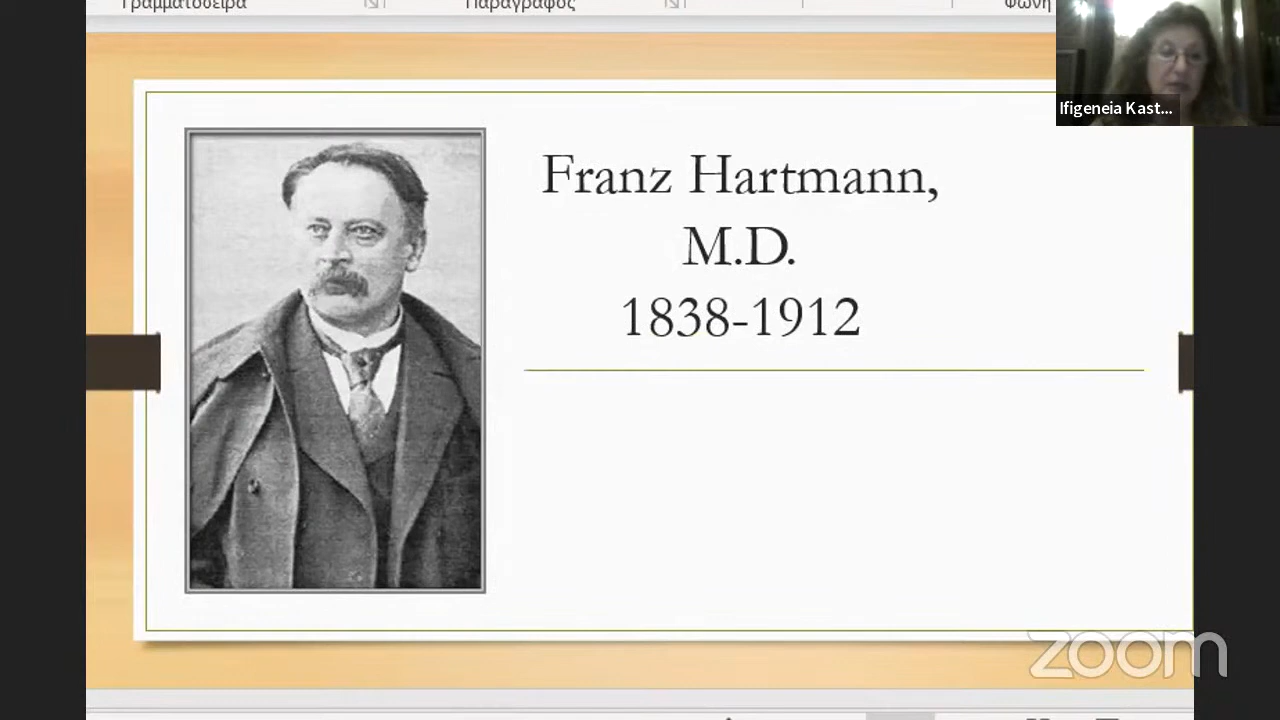 Γραμματοσειρά Παράγραφος Φωνή
Ifigeneia Kast...
Franz Hartmann,
M.D.
1838-1912
zoom